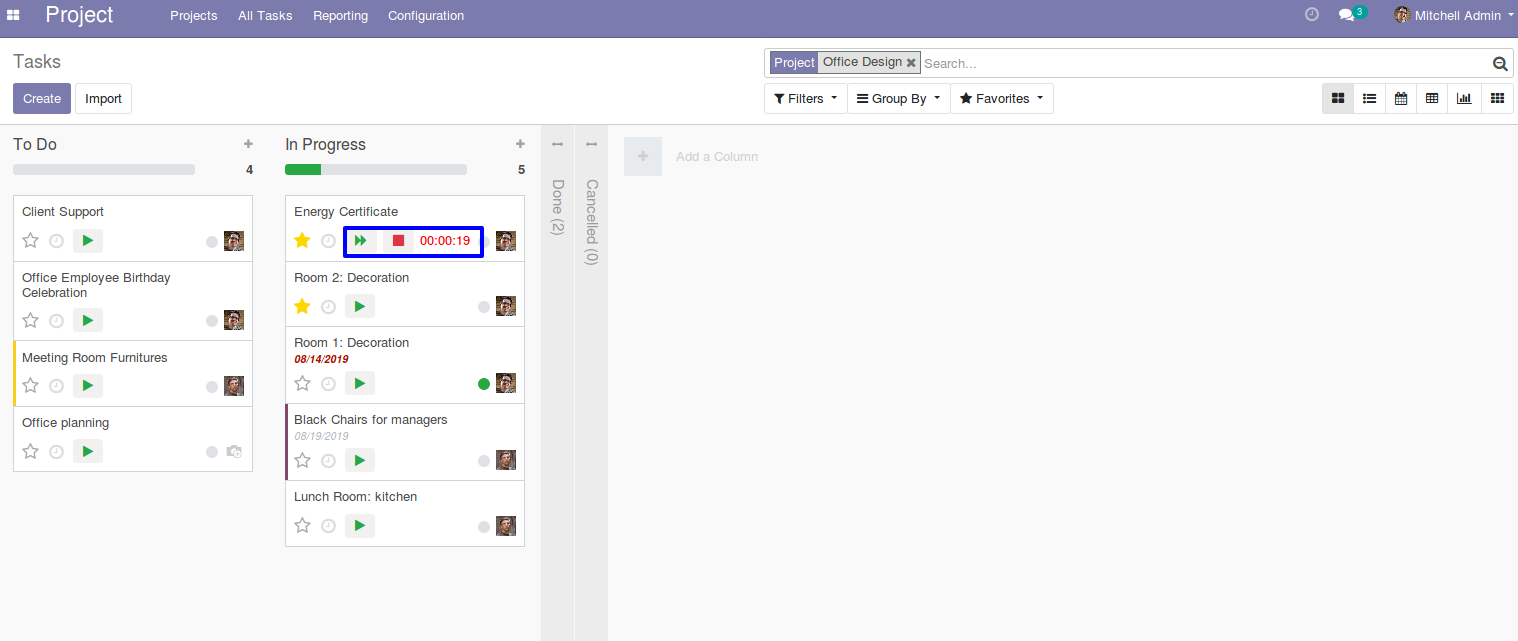 Project
Projects All Tasks Reporting Configuration
3
Mitchell Admin
Tasks
Project Office Design Search...
Create Import
Filters Group By Favorites
To Do
4
Client Support
Office Employee Birthday
Celebration
Meeting Room Furnitures
Office planning
In Progress
5
Energy Certificate
00:00:19
Room 2: Decoration
Room 1: Decoration
08/14/2019
Black Chairs for managers
08/19/2019
Lunch Room: kitchen
Done (2)
Cancelled (0)
Add a Column